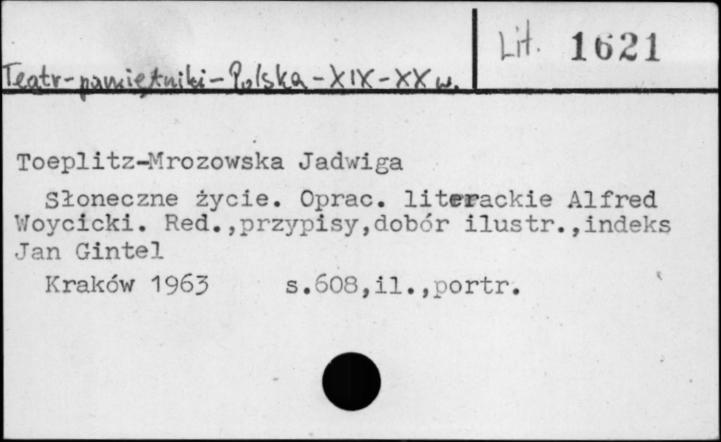 Lit. 1621
Teatr-pamiętniki-Polska-XIX-XX w.
Toeplitz-Mrozowska Jadwiga
Słoneczne życie. Oprac. literackie Alfred
Woycicki. Red.,przypisy,dobór ilustr.,indeks
Jan Gintel
Kraków 1963 s.608,il.,portr.